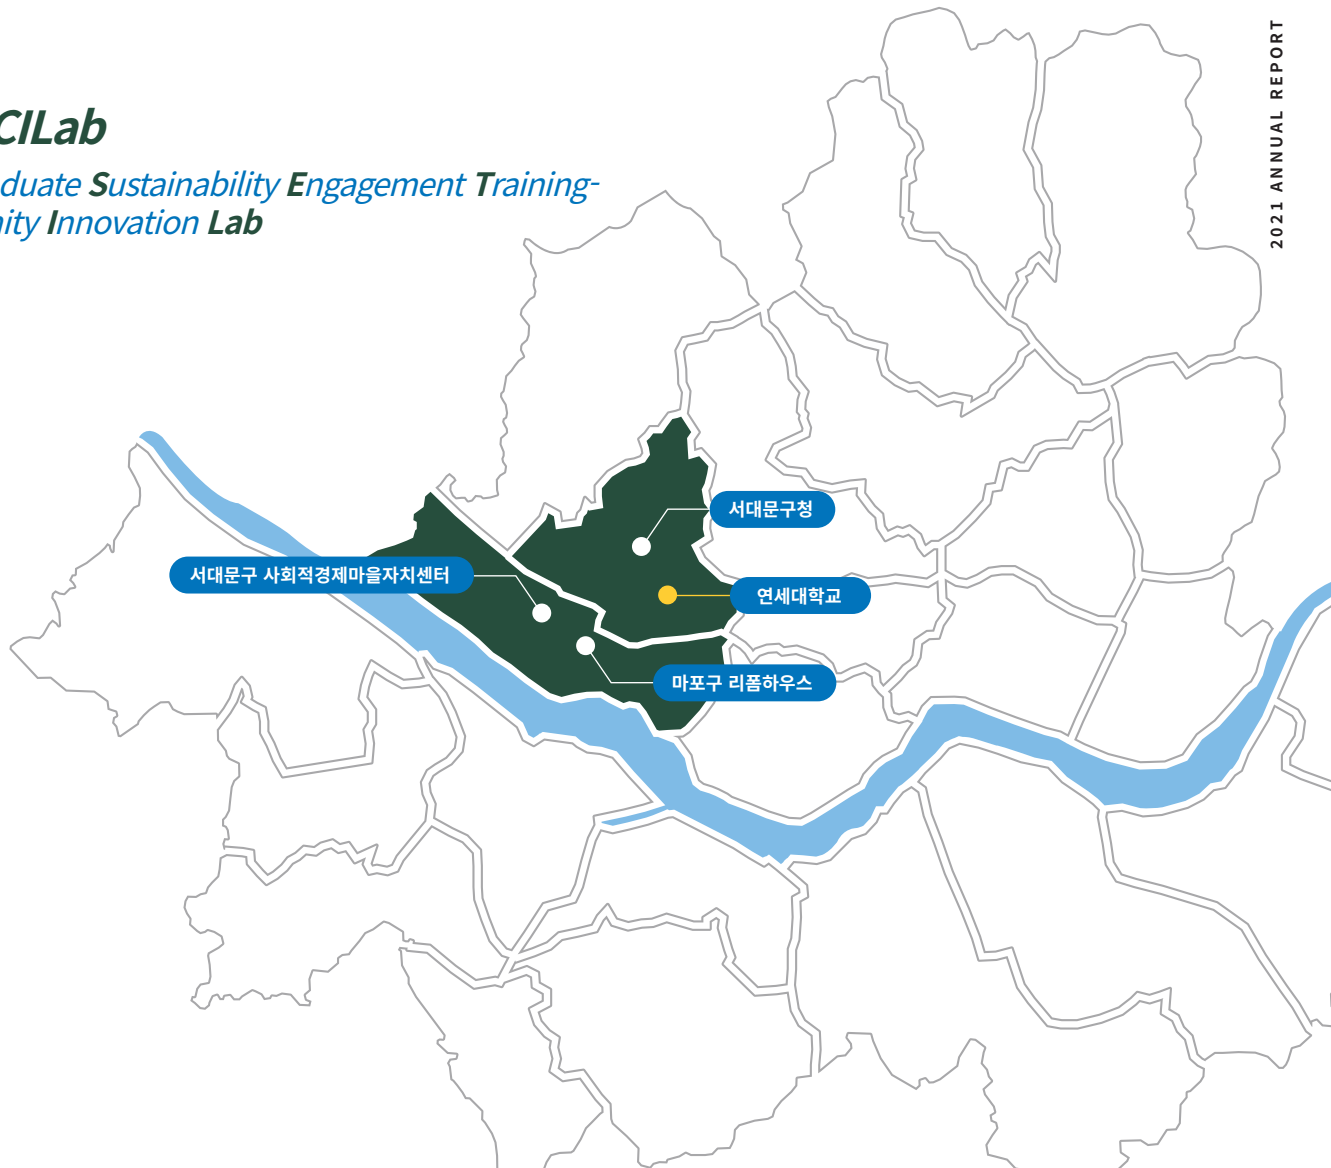 CILab
duate Sustainability Engagement Training-
nity Innovation Lab
2021 ANNUAL REPORT
서대문구청
서대문구 사회적경제마을자치센터
연세대학교
마포구 리폼하우스